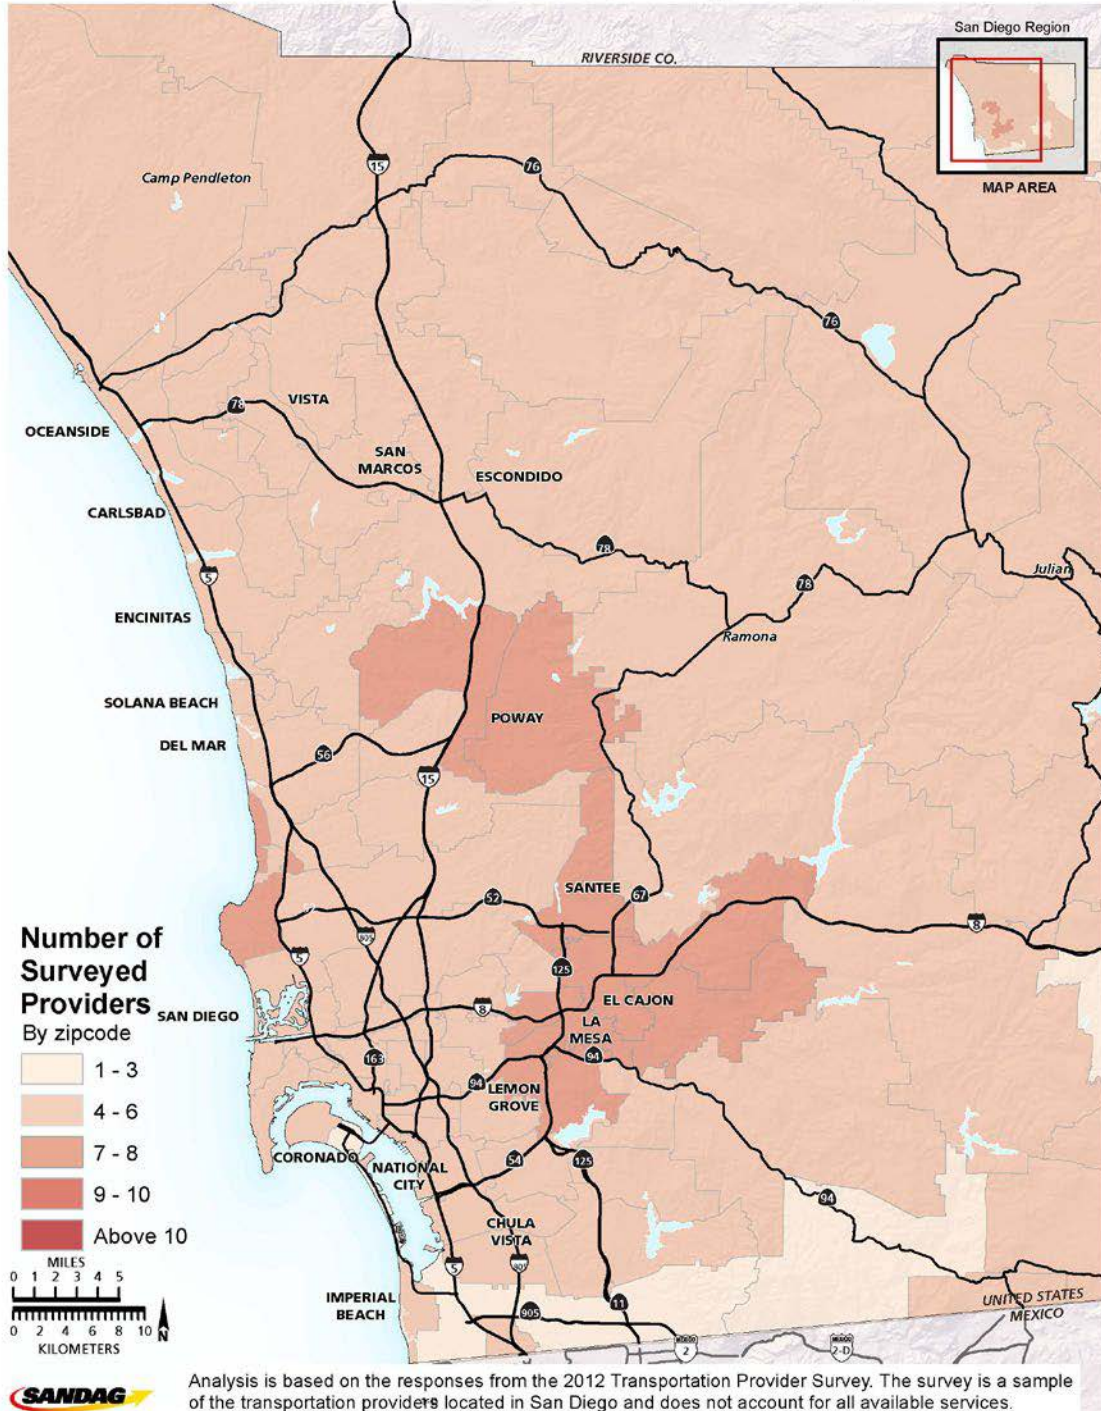 San Diego Region
MAP AREA
RIVERSIDE CO.
Camp Pendleton
15
76
76
78
VISTA
OCEANSIDE
SAN
MARCOS
ESCONDIDO
CARLSBAD
5
78
78
Julian
ENCINITAS
Ramona
SOLANA BEACH
POWAY
DEL MAR
56
15
SANTEE
52
67
805
8
5
125
EL CAJON
SAN DIEGO
8
LA
MESA
163
94
94
LEMON
GROVE
CORONADO
NATIONAL
CITY
54
125
94
CHULA
VISTA
5
805
IMPERIAL
BEACH
905
11
UNITED STATES
MEXICO
MEXICO
2
MEXICO
2-D
Number of
Surveyed
Providers
By zipcode
1 - 3
4 - 6
7 - 8
9 - 10
Above 10
MILES
0 1 2 3 4 5
0 2 4 6 8 10
KILOMETERS
N
SANDAG
Analysis is based on the responses from the 2012 Transportation Provider Survey. The survey is a sample
of the transportation providers located in San Diego and does not account for all available services.